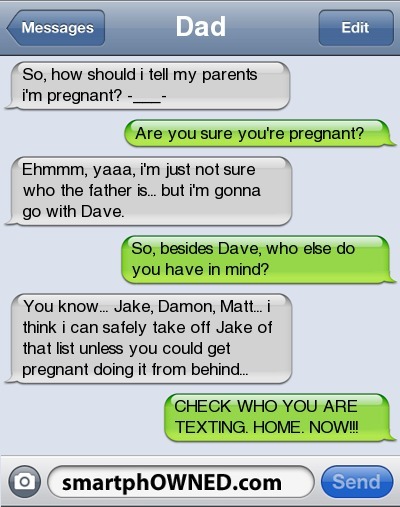 Messages
Dad
Edit
So, how should i tell my parents
i'm pregnant? -___-
Are you sure you're pregnant?
Ehmmm, yaaa, i'm just not sure
who the father is... but i'm gonna
go with Dave.
So, besides Dave, who else do
you have in mind?
You know... Jake, Damon, Matt... i
think i can safely take off Jake of
that list unless you could get
pregnant doing it from behind...
CHECK WHO YOU ARE
TEXTING. HOME. NOW!!!
smartphOWNED.com
Send